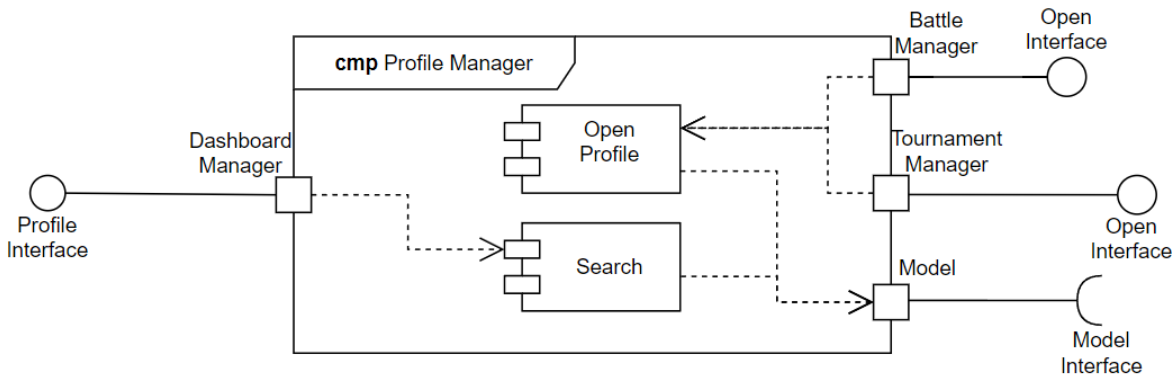 Battle
Manager
Open
Interface
cmp Profile Manager
Dashboard
Manager
Open
Profile
Tournament
Manager
Profile
Interface
Open
Interface
Search
Model
Model
Interface